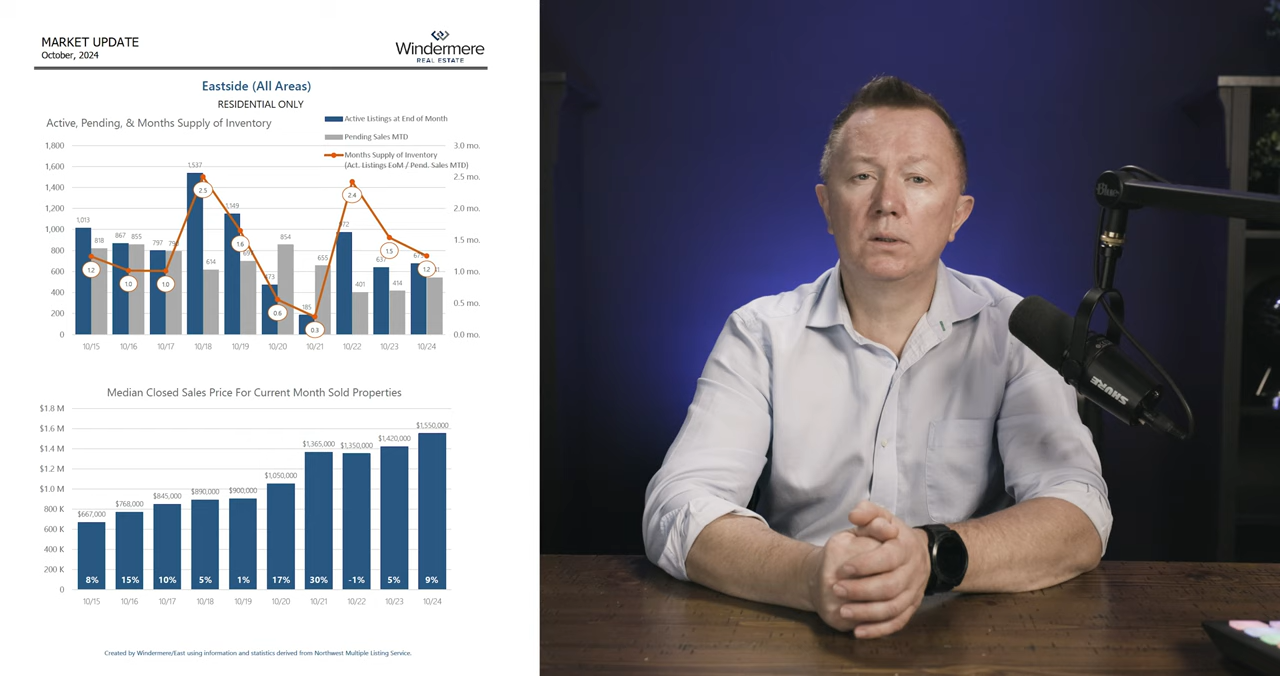 MARKET UPDATE
October, 2024
Windermere
REAL ESTATE
Eastside (All Areas)
RESIDENTIAL ONLY
Active, Pending, & Months Supply of Inventory
Active Listings at End of Month
Pending Sales MTD
Months Supply of Inventory
(Act. Listings EoM / Pend. Sales MTD)
1,800
1,600
1,400
1,200
1,000
800
600
400
200
0
3.0 mo.
2.5 mo.
2.0 mo.
1.5 mo.
1.0 mo.
0.5 mo.
0.0 mo.
1,013 818 867 855 797 1,537 614 1,149 854 185 655 401 637 414
1.2 1.0 1.0 2.5 1.6 0.6 0.3 2.4 1.5 1.2
10/15 10/16 10/17 10/18 10/19 10/20 10/21 10/22 10/23 10/24
Median Closed Sales Price For Current Month Sold Properties
$1.8 M
$1.6 M
$1.4 M
$1.2 M
$1.0 M
800 K
600 K
400 K
200 K
0
$667,000 $768,000 $845,000 $890,000 $900,000 $1,050,000 $1,365,000 $1,350,000 $1,420,000 $1,550,000
8% 15% 10% 5% 1% 17% 30% -1% 5% 9%
10/15 10/16 10/17 10/18 10/19 10/20 10/21 10/22 10/23 10/24
Created by Windermere/East using information and statistics derived from Northwest Multiple Listing Service.
Blue
SHURE